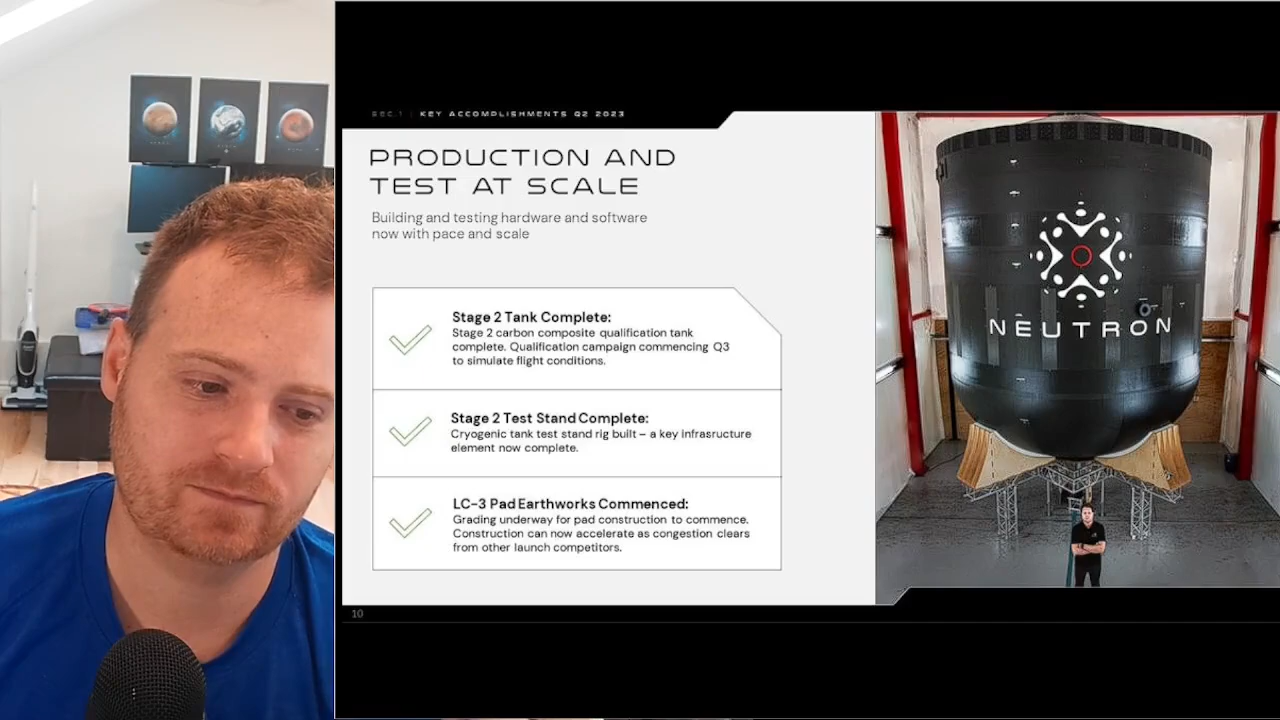 SEC.1 | KEY ACCOMPLISHMENTS Q2 2023
PRODUCTION AND
TEST AT SCALE
Building and testing hardware and software
now with pace and scale
Stage 2 Tank Complete:
Stage 2 carbon composite qualification tank
complete. Qualification campaign commencing Q3
to simulate flight conditions.
Stage 2 Test Stand Complete:
Cryogenic tank test stand rig built – a key infrasructure
element now complete.
LC-3 Pad Earthworks Commenced:
Grading underway for pad construction to commence.
Construction can now accelerate as congestion clears
from other launch competitors.
NEUTRON
10